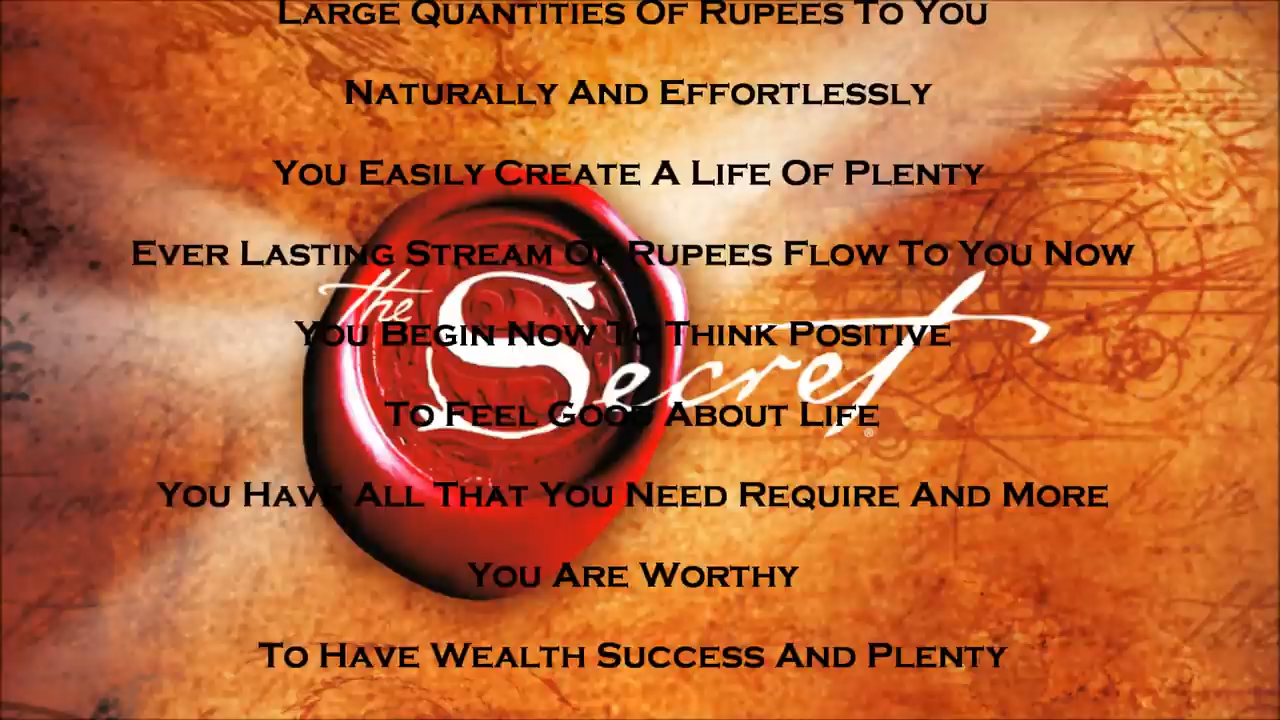 Large Quantities Of Rupees To You
Naturally And Effortlessly
You Easily Create A Life Of Plenty
Ever Lasting Stream Of Rupees Flow To You Now
the Secret®
You Begin Now To Think Positive
To Feel Good About Life
You Have All That You Need Require And More
You Are Worthy
To Have Wealth Success And Plenty